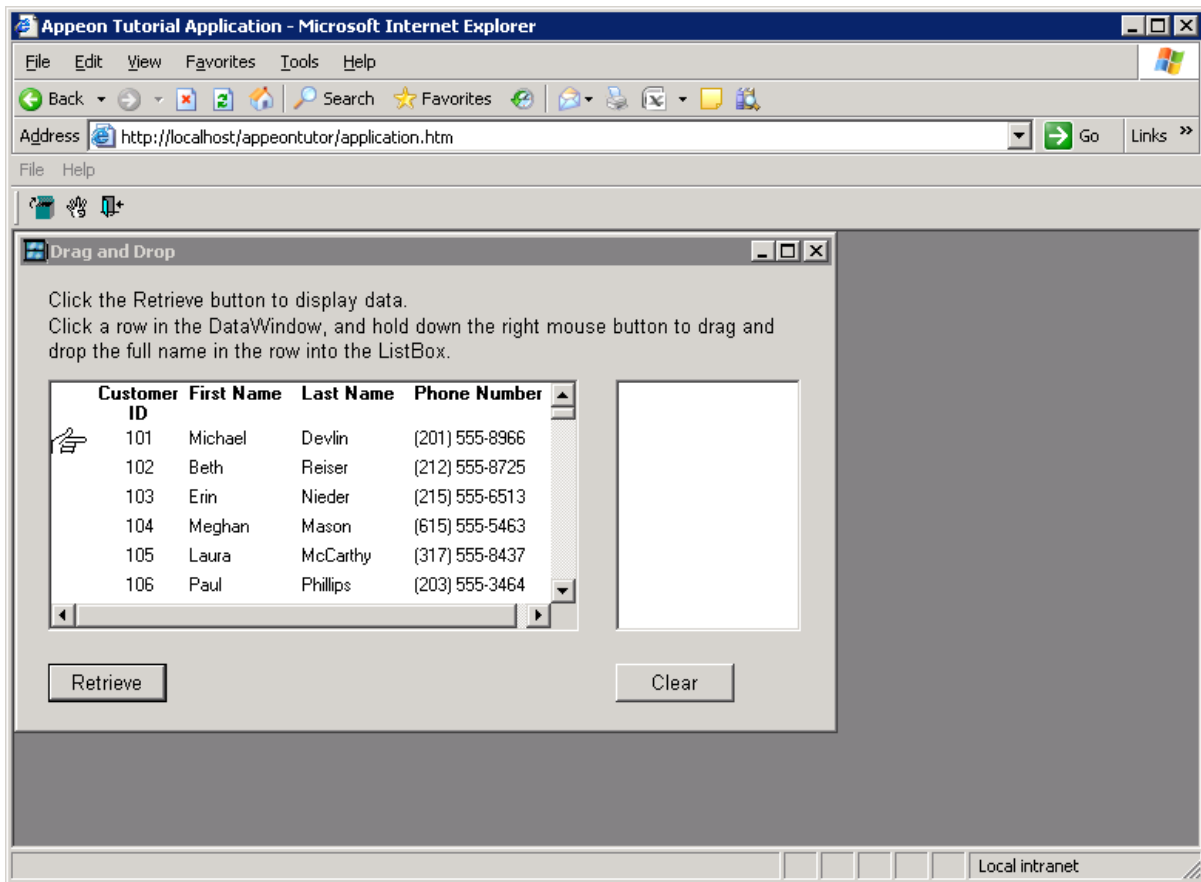 Appeon Tutorial Application - Microsoft Internet Explorer
File Edit View Favorites Tools Help
Back Search Favorites
Address http://localhost/appeontutor/application.htm Go Links »
File Help
Drag and Drop
Click the Retrieve button to display data.
Click a row in the DataWindow, and hold down the right mouse button to drag and
drop the full name in the row into the ListBox.
Customer ID First Name Last Name Phone Number
101 Michael Devlin (201) 555-8966
102 Beth Reiser (212) 555-8725
103 Erin Nieder (215) 555-6513
104 Meghan Mason (615) 555-5463
105 Laura McCarthy (317) 555-8437
106 Paul Phillips (203) 555-3464
Retrieve Clear
Local intranet